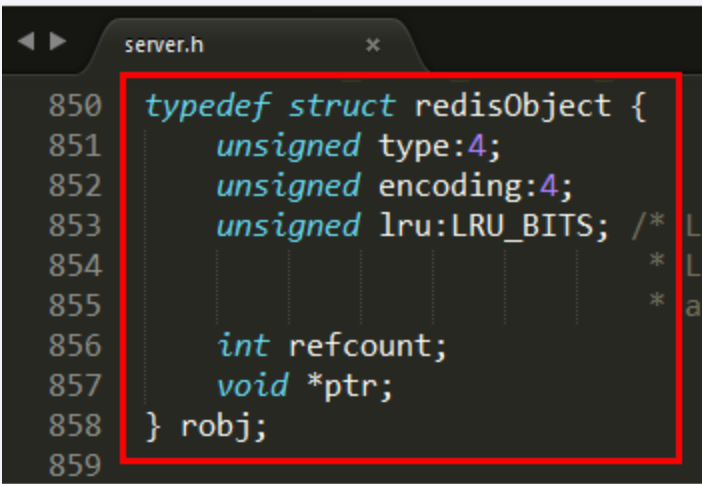 server.h ×
850 typedef struct redisObject {
851 unsigned type:4;
852 unsigned encoding:4;
853 unsigned lru:LRU_BITS; /* L
854 * L
855 * a
856 int refcount;
857 void *ptr;
858 } robj;
859